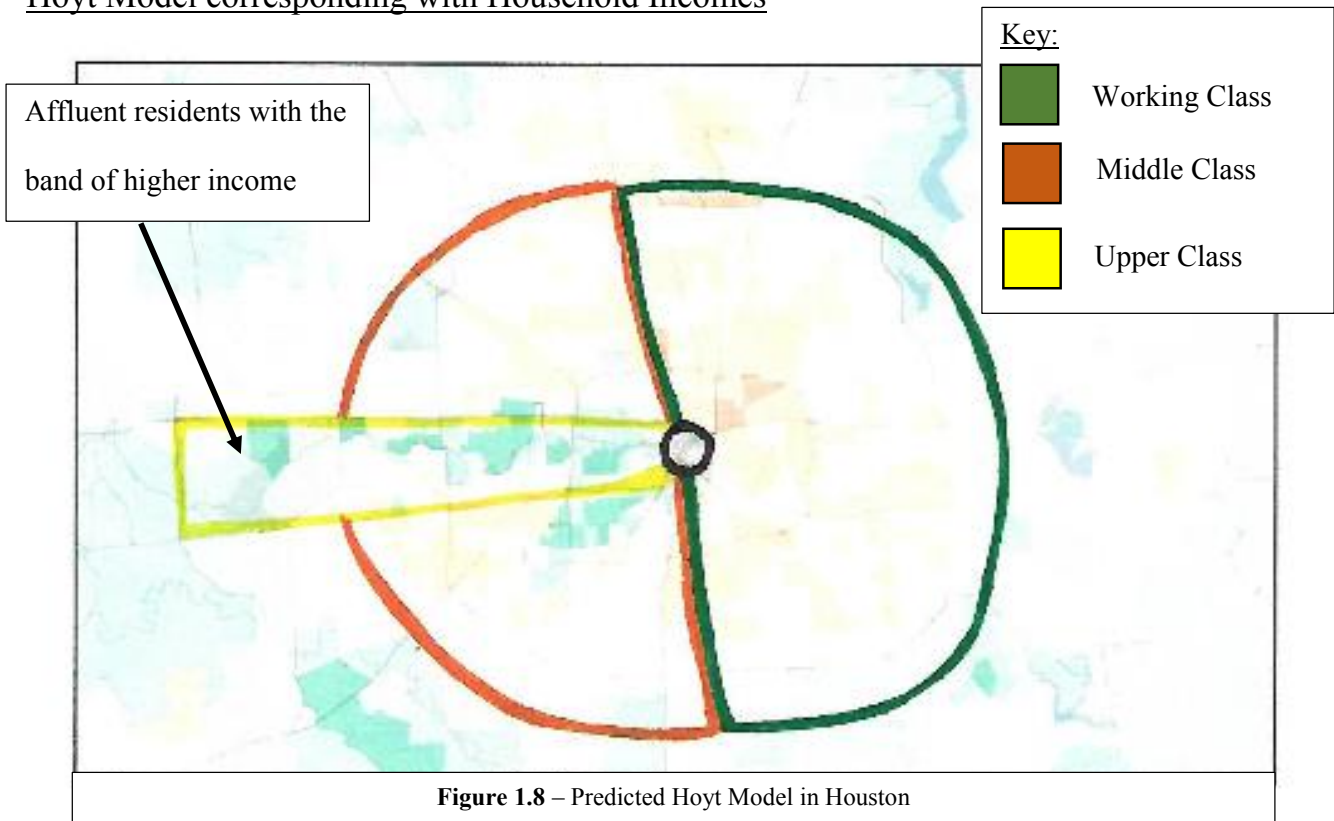 Hoyt Model corresponding with Household Incomes
Key:
Working Class
Middle Class
Upper Class
Affluent residents with the
band of higher income
Figure 1.8 – Predicted Hoyt Model in Houston